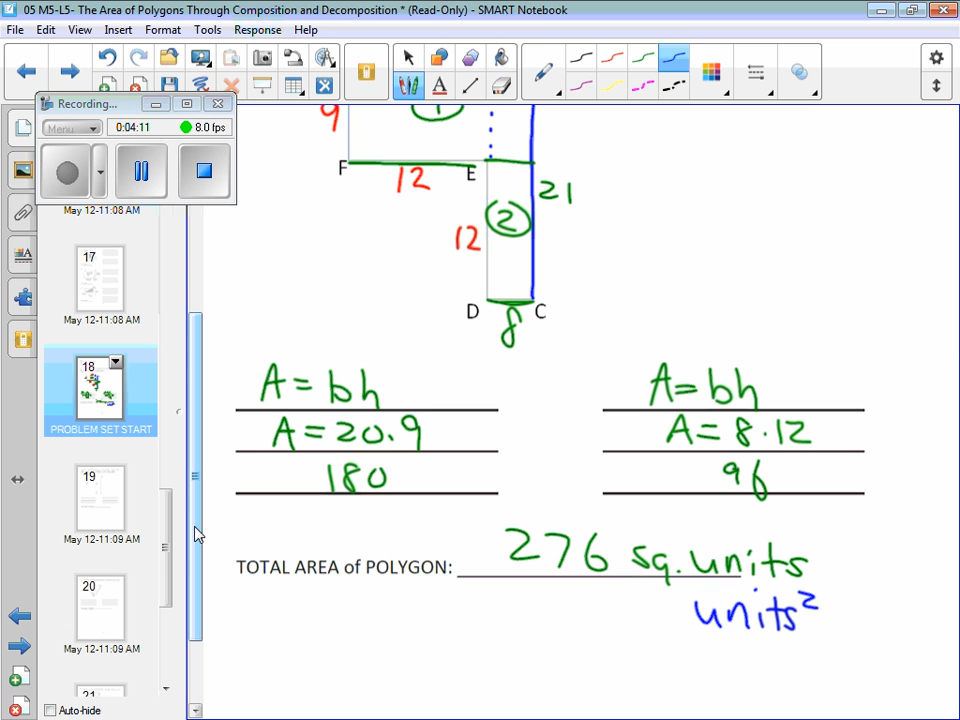 05 M5-L5- The Area of Polygons Through Composition and Decomposition * (Read-Only) - SMART Notebook
File Edit View Insert Format Tools Response Help
Recording...
Menu 0:04:11 8.0 fps
May 12-11:08 AM
17
May 12-11:08 AM
18
PROBLEM SET START
19
May 12-11:09 AM
20
May 12-11:09 AM
21
Auto-hide
9 1
F 12 E 21
2
12
D C
8
A = bh
A = 20.9
180
A = bh
A = 8·12
96
TOTAL AREA of POLYGON: 276 sq. units
units²